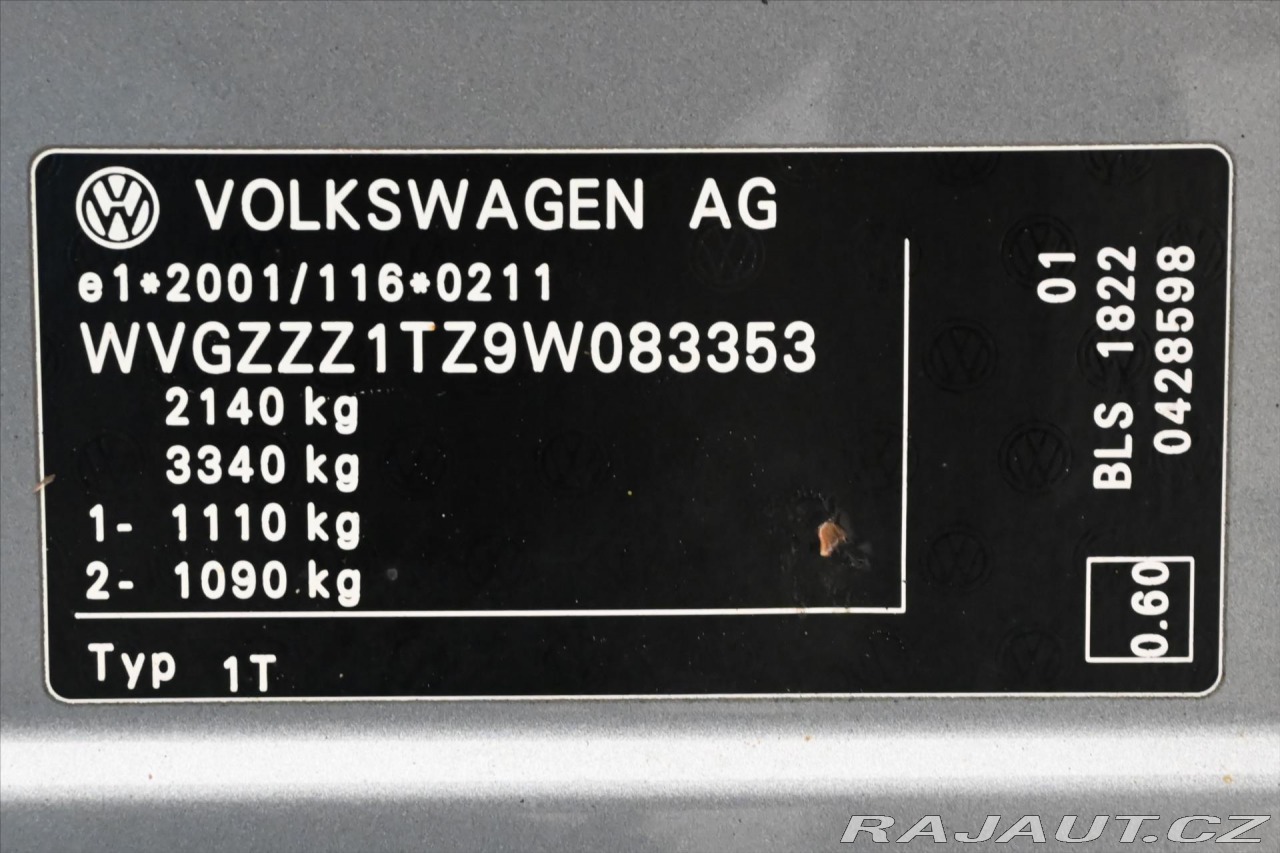 VOLKSWAGEN AG
e1*2001/116*0211
WVGZZZ1TZ9W083353
2140 kg
3340 kg
1- 1110 kg
2- 1090 kg
Typ 1T
01
BLS 1822
04285598
0.60
RAJAUT.CZ